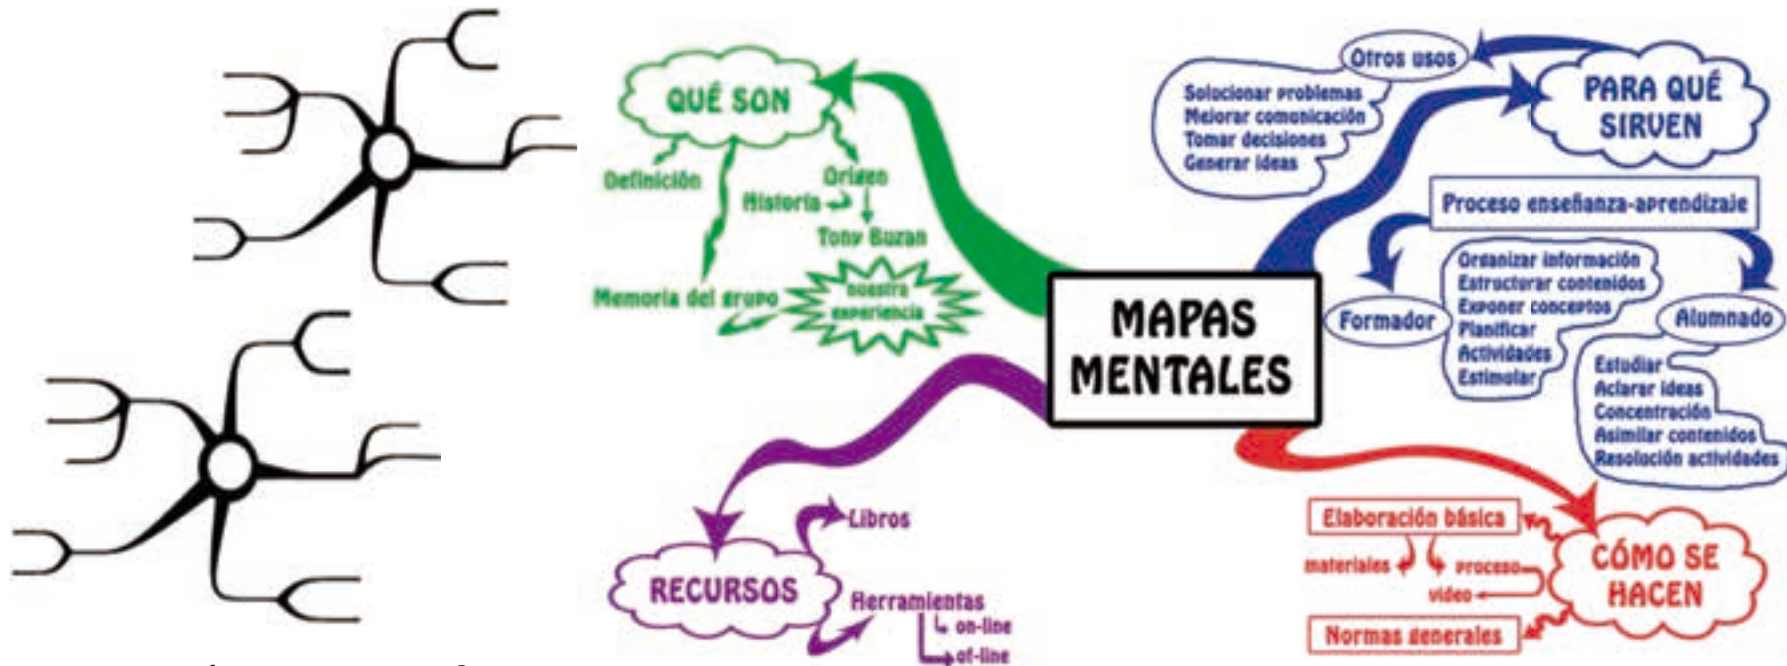 QUÉ SON
Definición
Origen
Historia
Tony Buzan
Memoria del grupo
nuestra
experiencia
MAPAS
MENTALES
Otros usos
Solocionar problemas
Mejorar comunicación
Tomar decisiones
Generar ideas
PARA QUÉ
SIRVEN
Proceso enseñanza-aprendizaje
Formador
Organizar información
Estructurar contenidos
Exponer conceptos
Planificar
Actividades
Estimolar
Alumnado
Estudiar
Aclarar ideas
Concentración
Asimilar contenidos
Resolución actividades
RECURSOS
Libros
Herramientas
on-line
of-line
CÓMO SE
HACEN
Elaboración básica
materiales
proceso
video
Normas generales